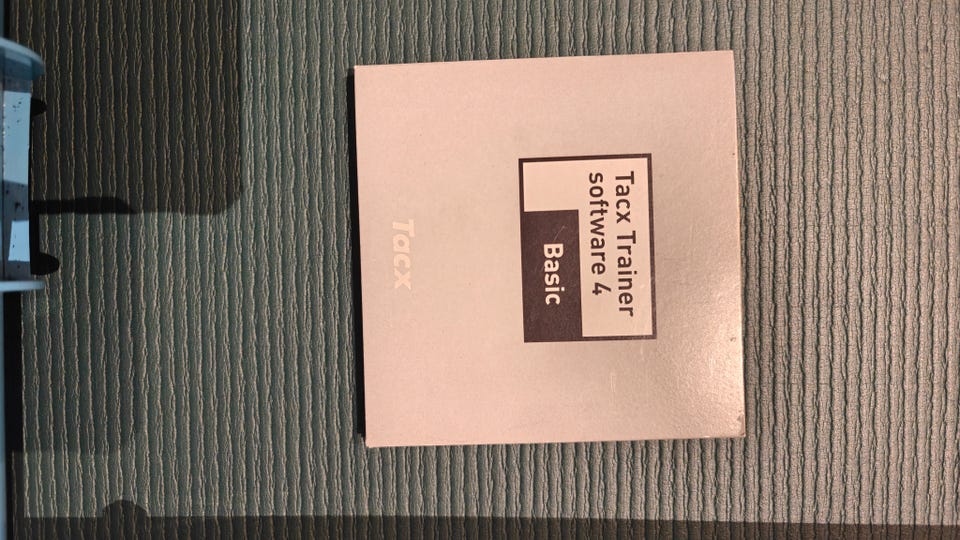 Tacx Trainer
software 4
Basic
Tacx